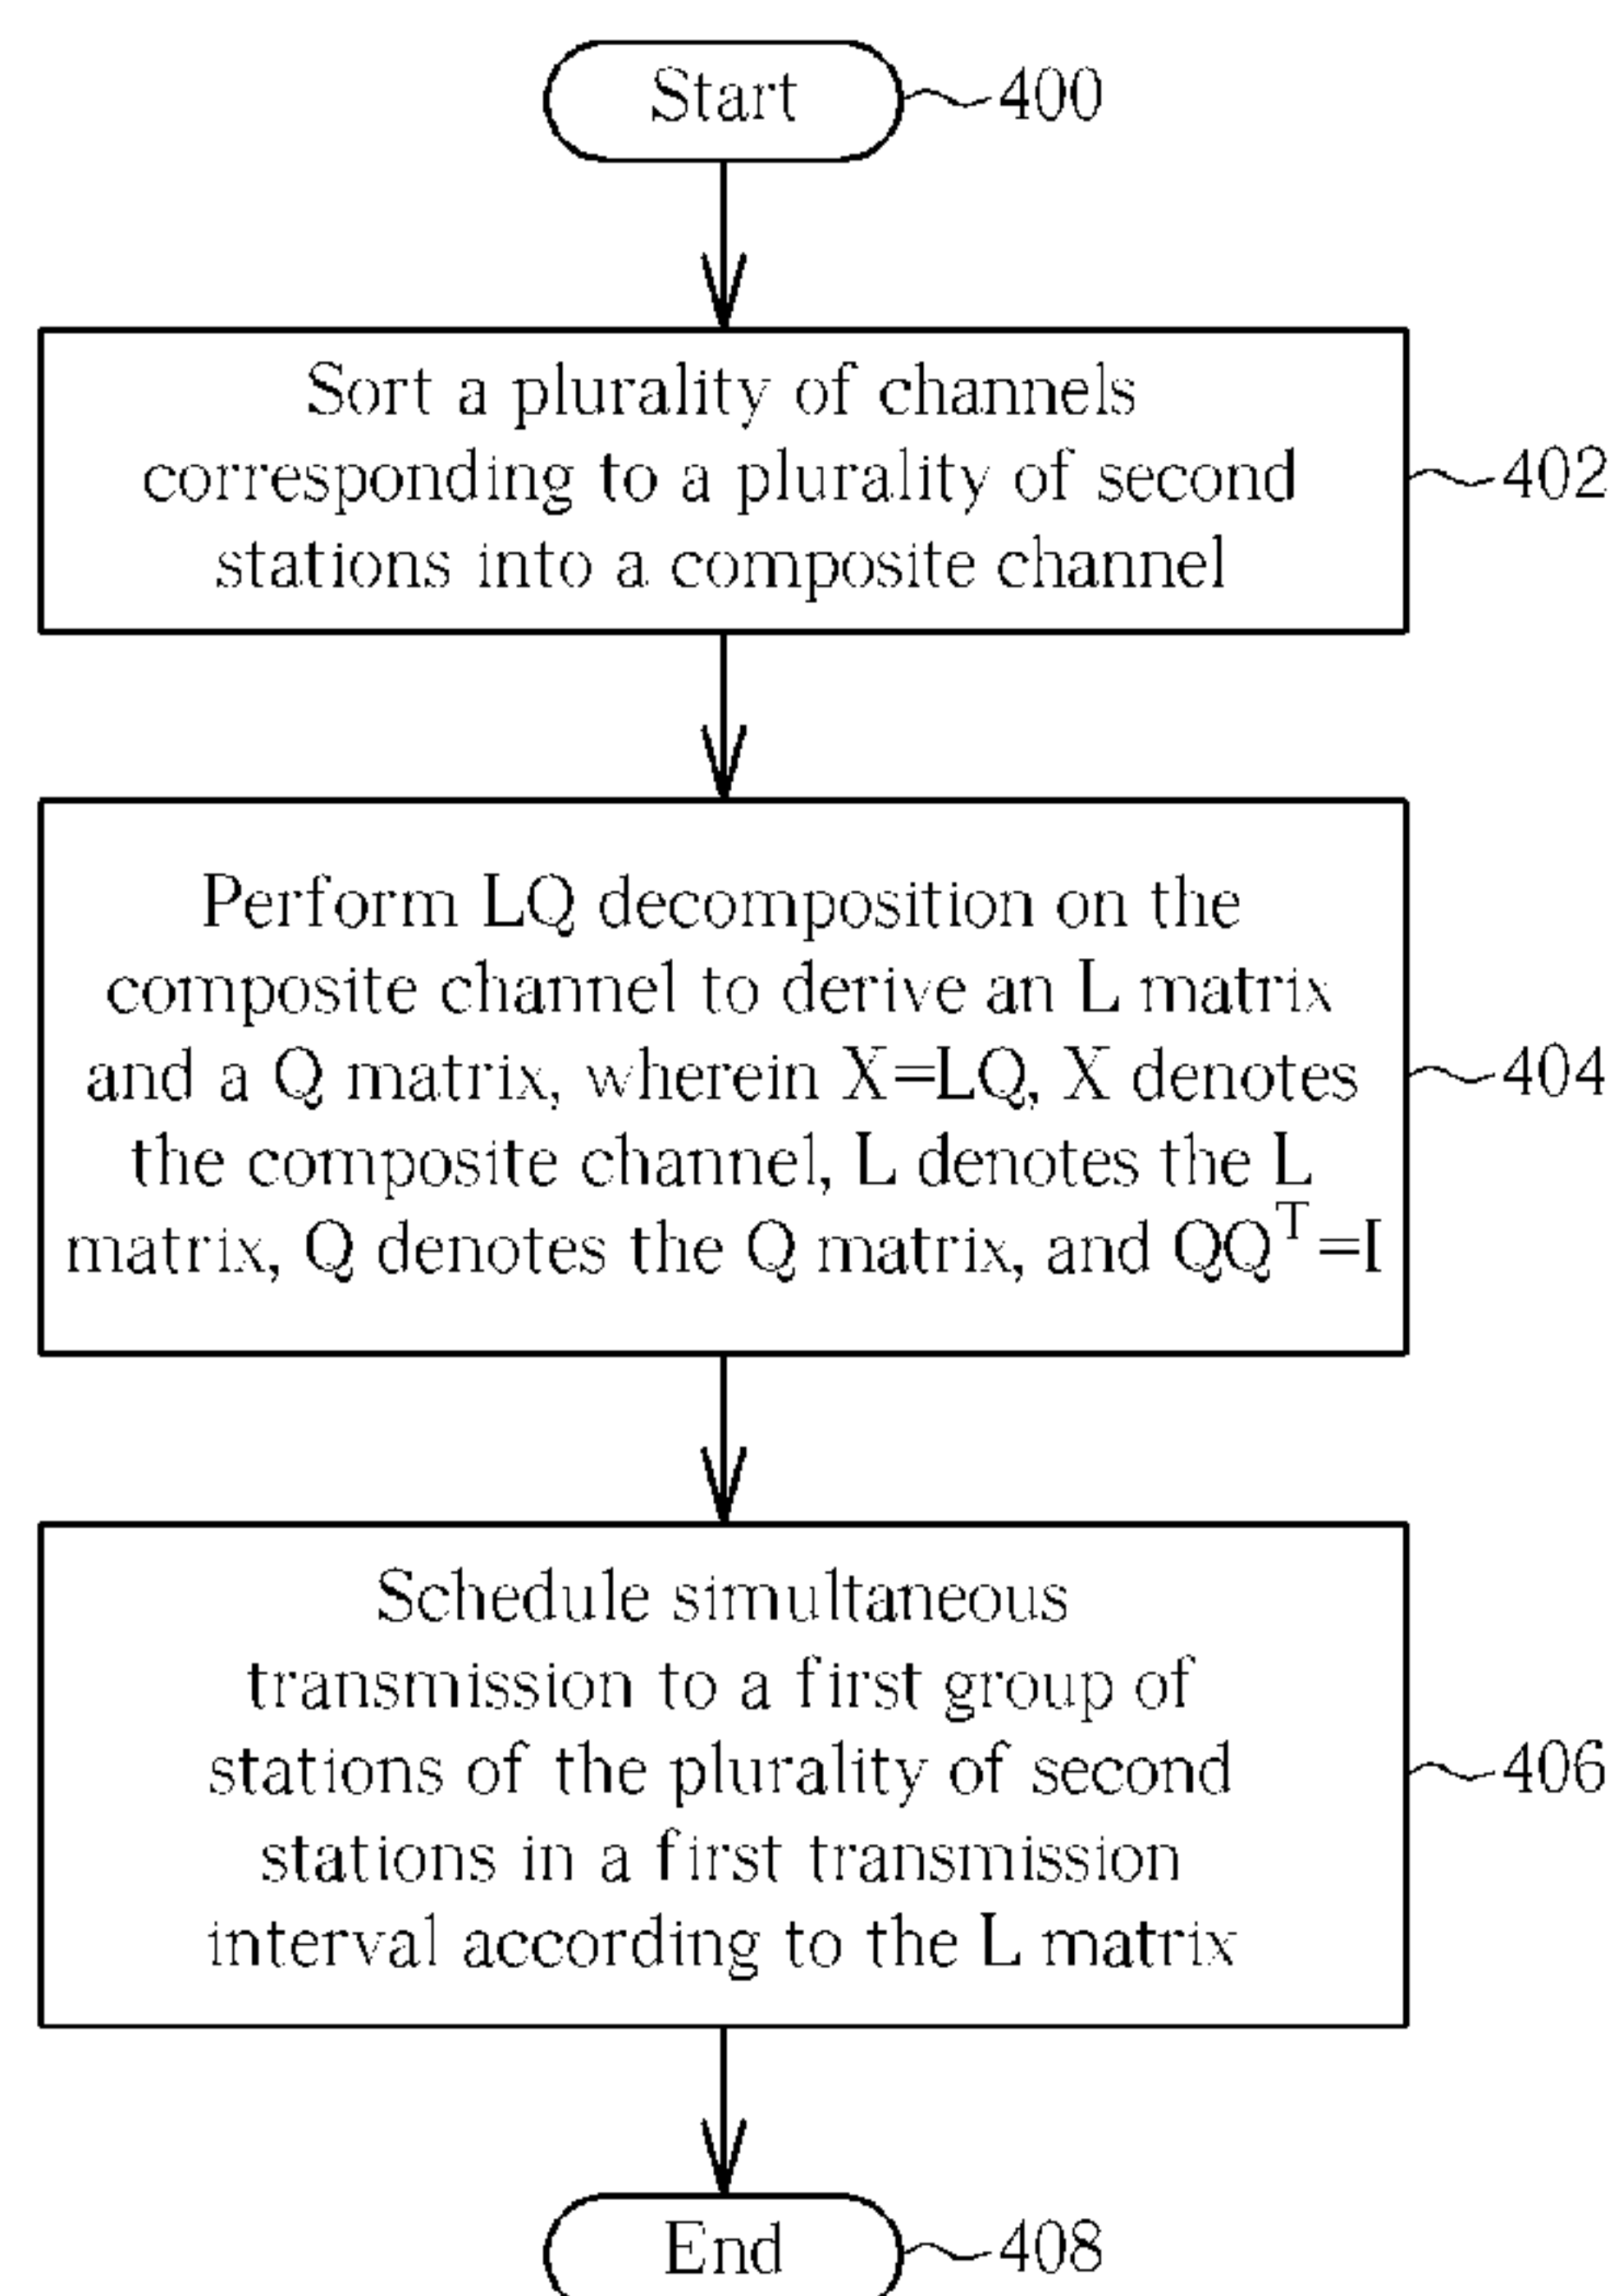 Start
400
Sort a plurality of channels
corresponding to a plurality of second
stations into a composite channel
402
Perform LQ decomposition on the
composite channel to derive an L matrix
and a Q matrix, wherein X=LQ, X denotes
the composite channel, L denotes the L
matrix, Q denotes the Q matrix, and QQᵀ=I
404
Schedule simultaneous
transmission to a first group of
stations of the plurality of second
stations in a first transmission
interval according to the L matrix
406
End
408